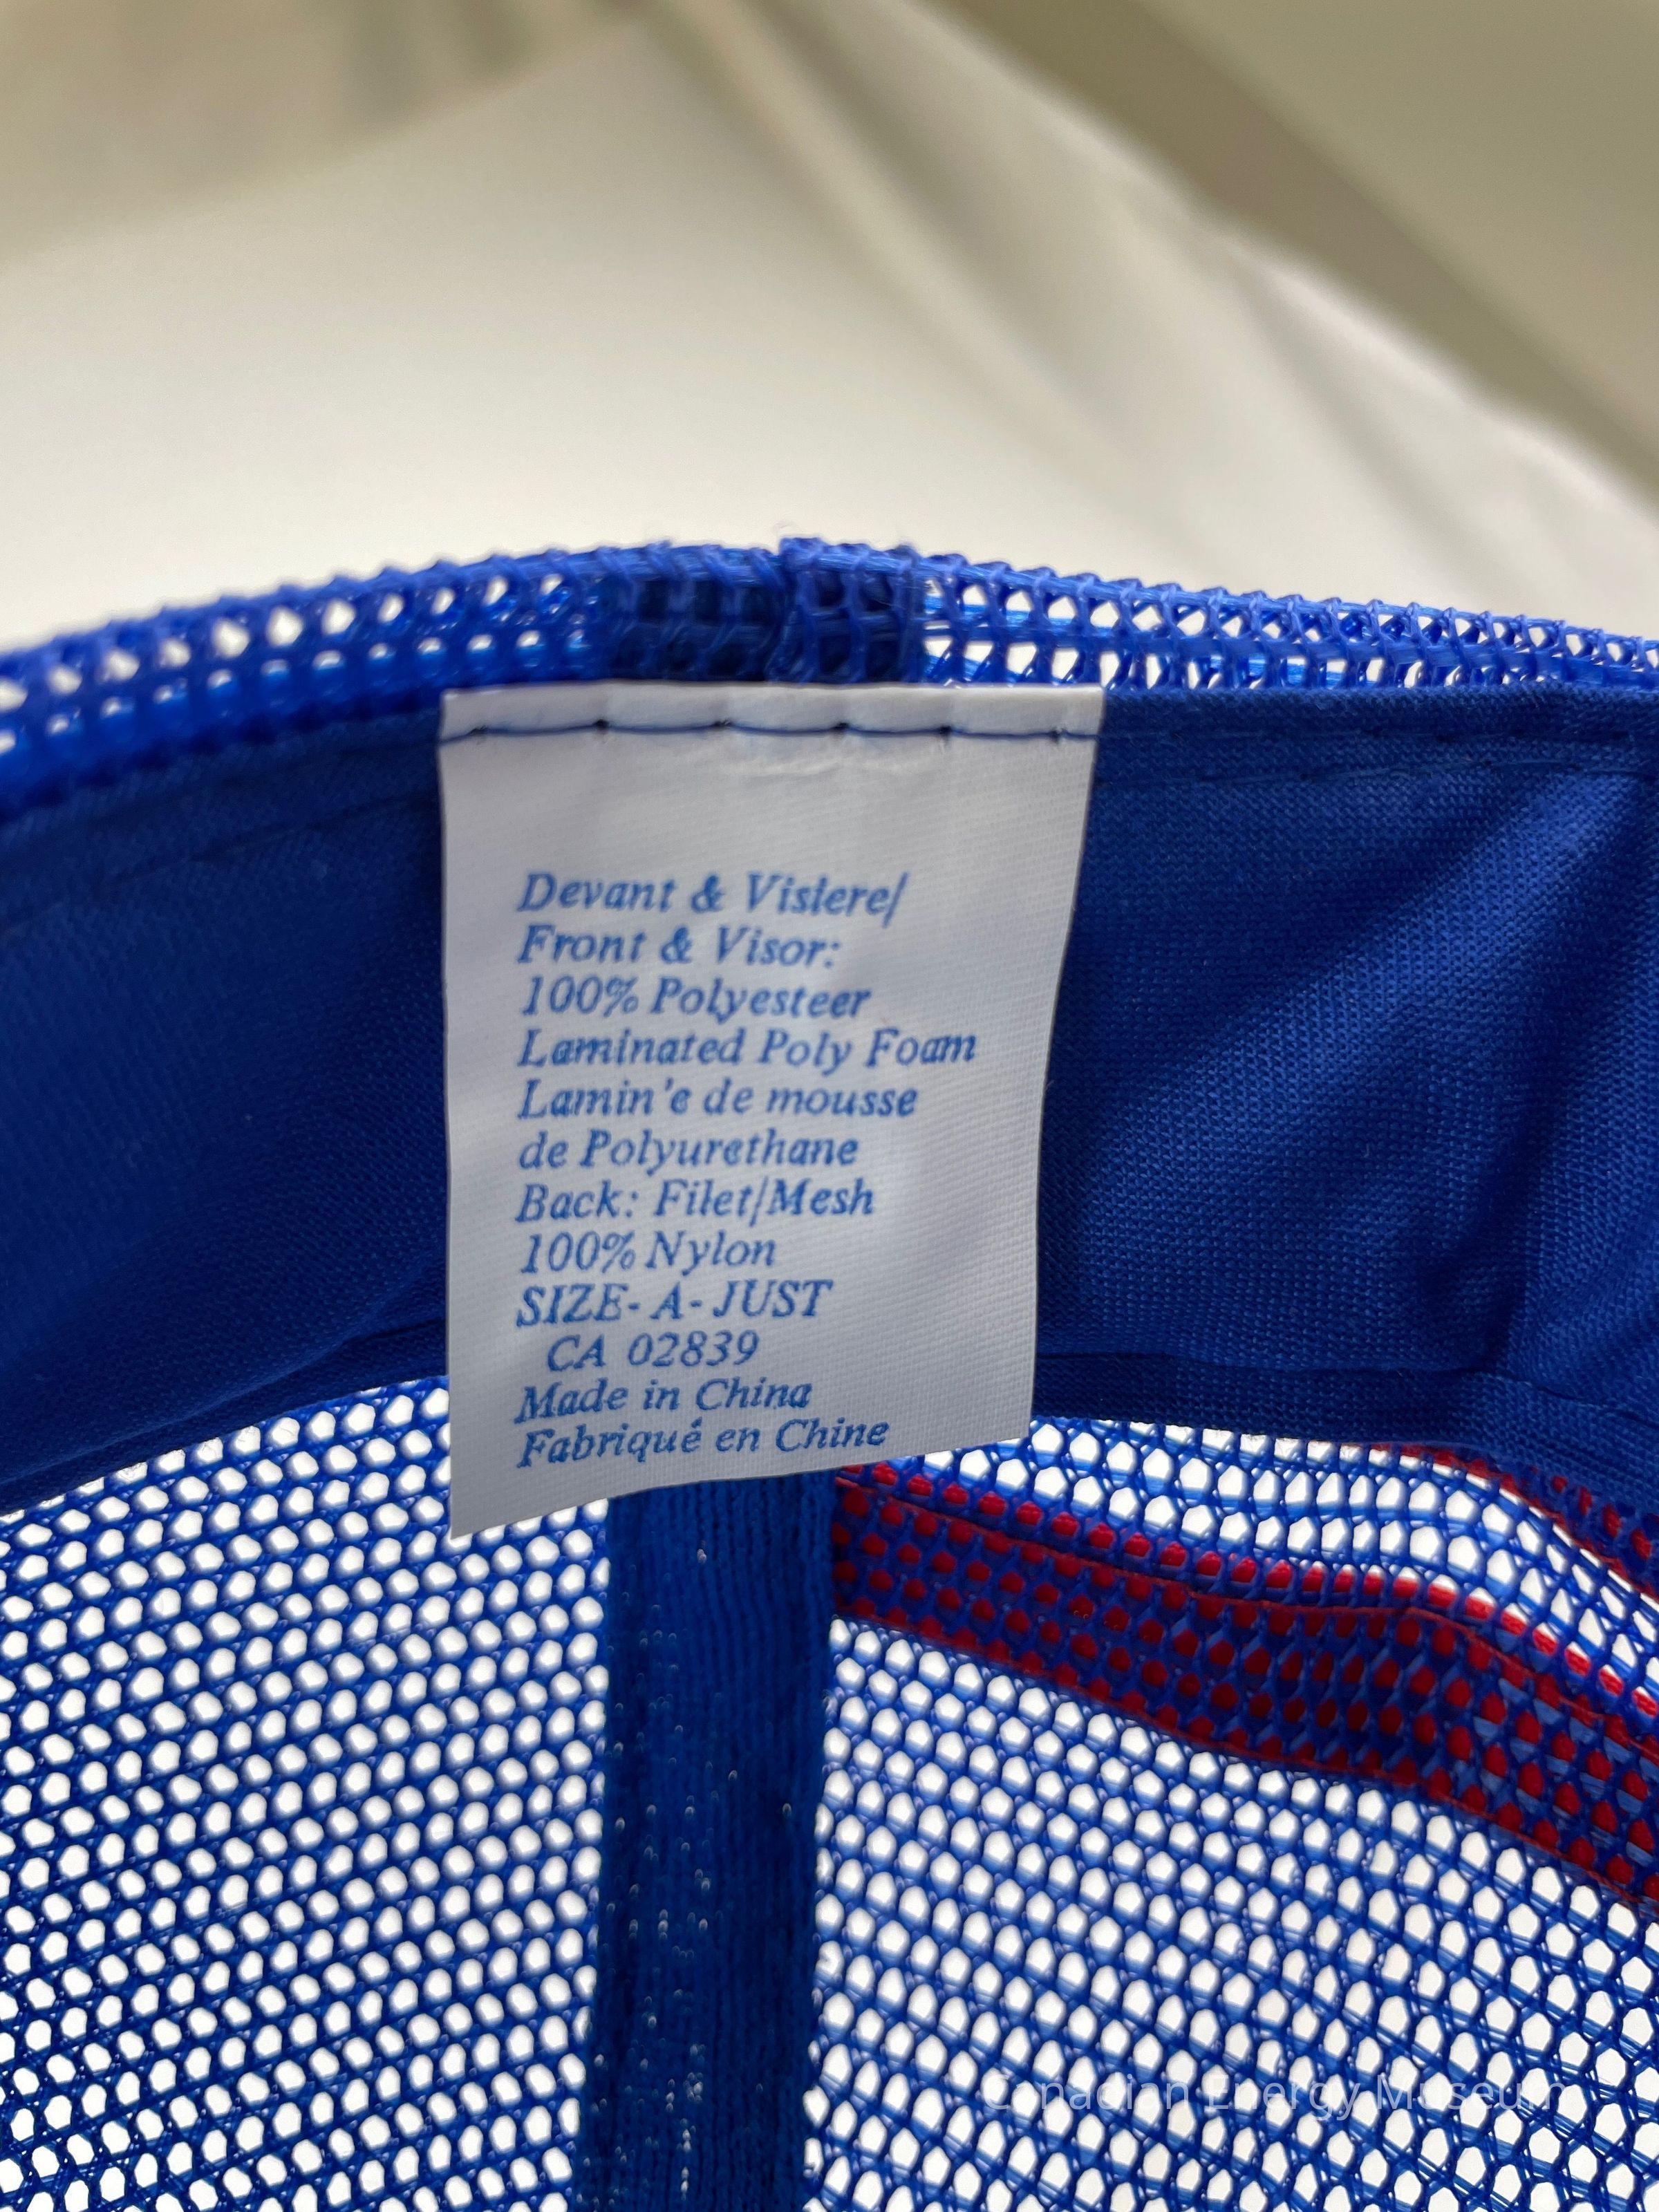 Devant & Visiere/
Front & Visor:
100% Polyesteer
Laminated Poly Foam
Lamin'e de mousse
de Polyurethane
Back: Filet/Mesh
100% Nylon
SIZE-A-JUST
CA 02839
Made in China
Fabriqué en Chine
Canadian Energy Museum